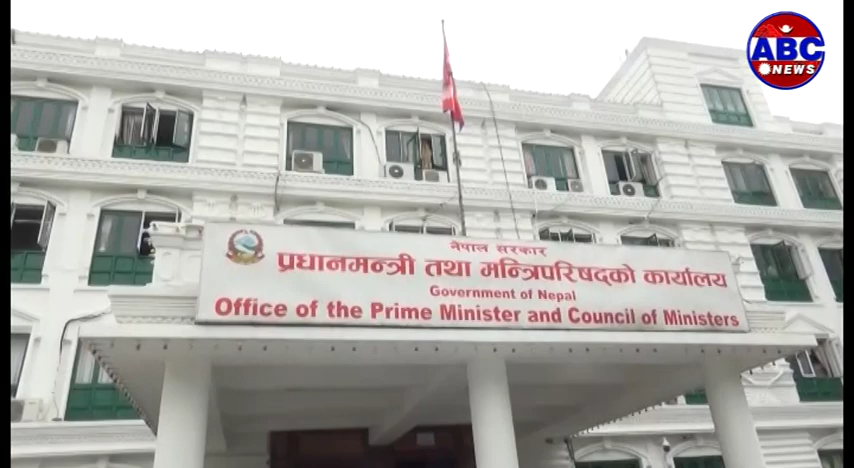 ABC
NEWS
नेपाल सरकार
प्रधानमन्त्री तथा मन्त्रिपरिषद्को कार्यालय
Government of Nepal
Office of the Prime Minister and Council of Ministers